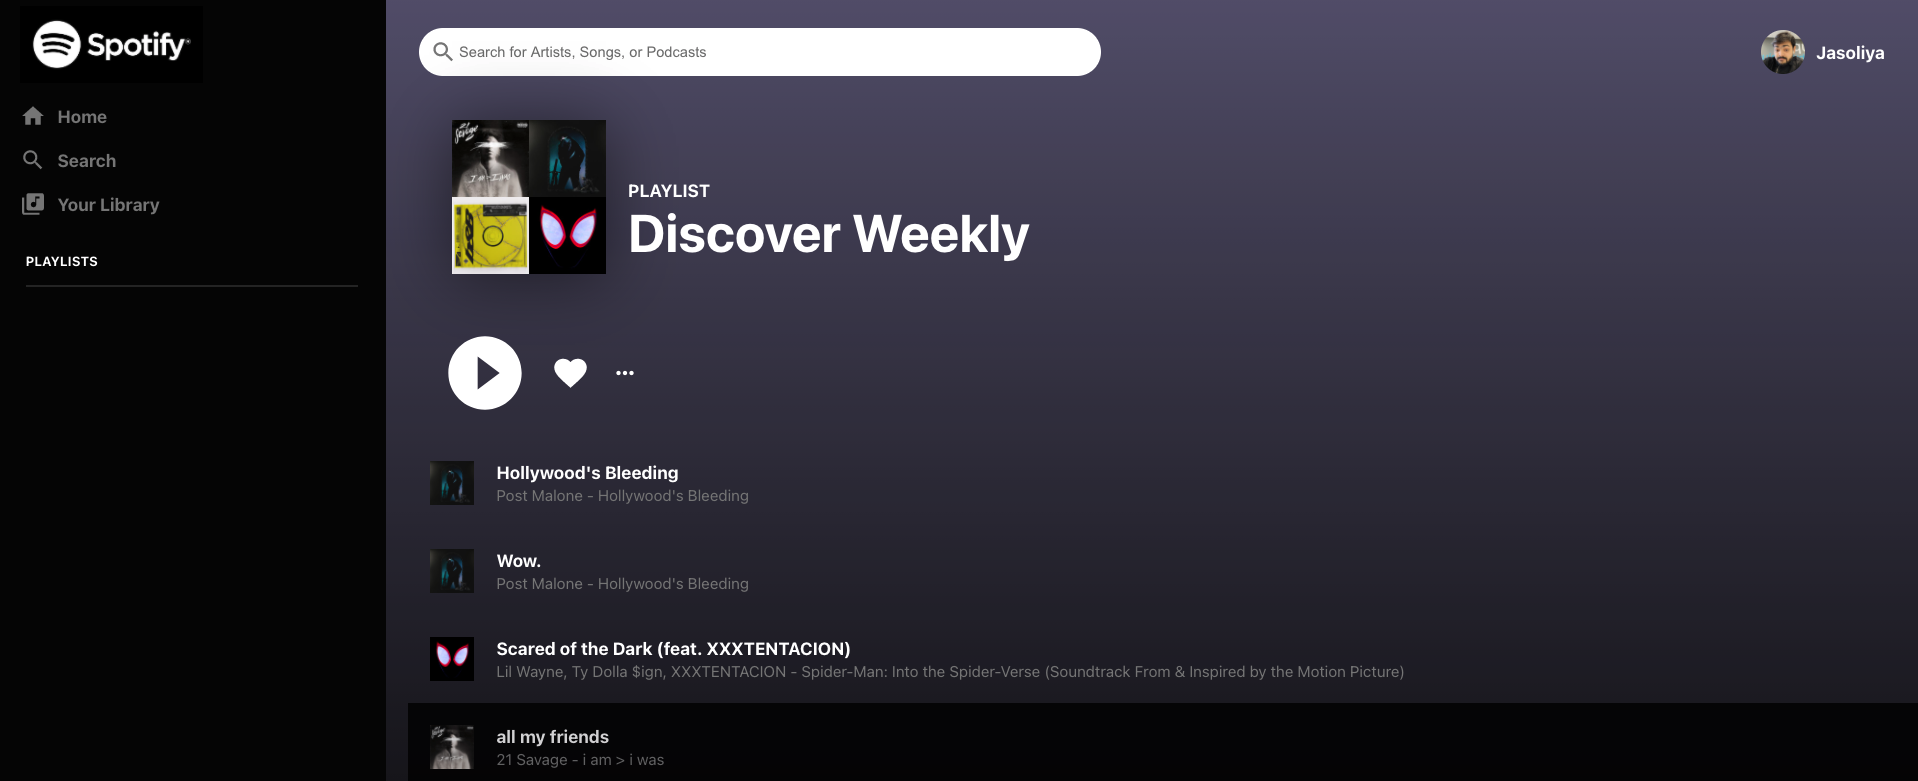 Spotify
Search for Artists, Songs, or Podcasts
Jasoliya
Home
Search
Your Library
PLAYLISTS
PLAYLIST
Discover Weekly
Hollywood's Bleeding
Post Malone - Hollywood's Bleeding
Wow.
Post Malone - Hollywood's Bleeding
Scared of the Dark (feat. XXXTENTACION)
Lil Wayne, Ty Dolla $ign, XXXTENTACION - Spider-Man: Into the Spider-Verse (Soundtrack From & Inspired by the Motion Picture)
all my friends
21 Savage - i am > i was